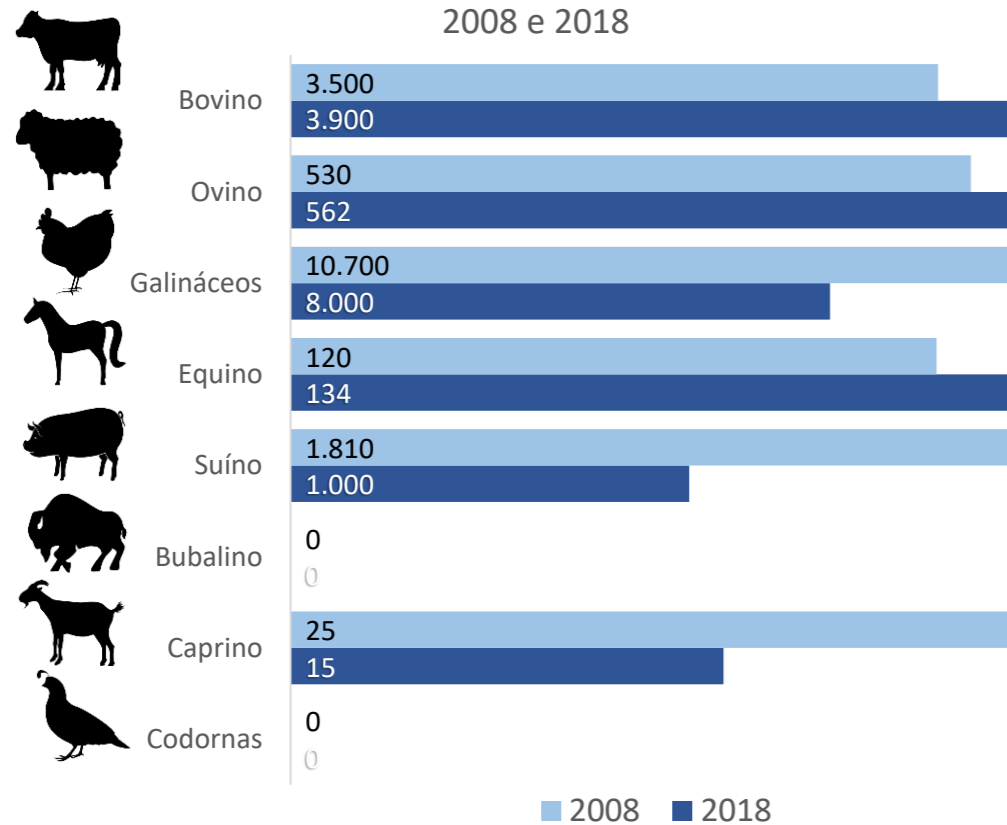 2008 e 2018
Bovino
3.500
3.900
Ovino
530
562
Galináceos
10.700
8.000
Equino
120
134
Suíno
1.810
1.000
Bubalino
0
0
Caprino
25
15
Codornas
0
0
2008 2018